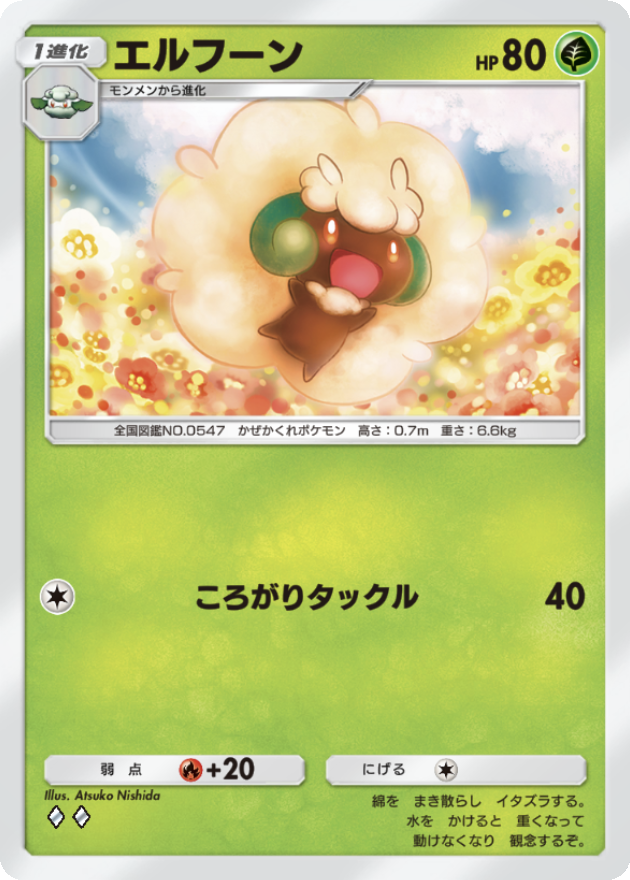 1進化 エルフーン HP80
モンメンから進化
全国図鑑NO.0547 かぜかくれポケモン 高さ:0.7m 重さ:6.6kg
ころがりタックル 40
弱点 +20 にげる
Illus. Atsuko Nishida
綿を まき散らし イタズラする。
水を かけると 重くなって
動けなくなり 観念するぞ。